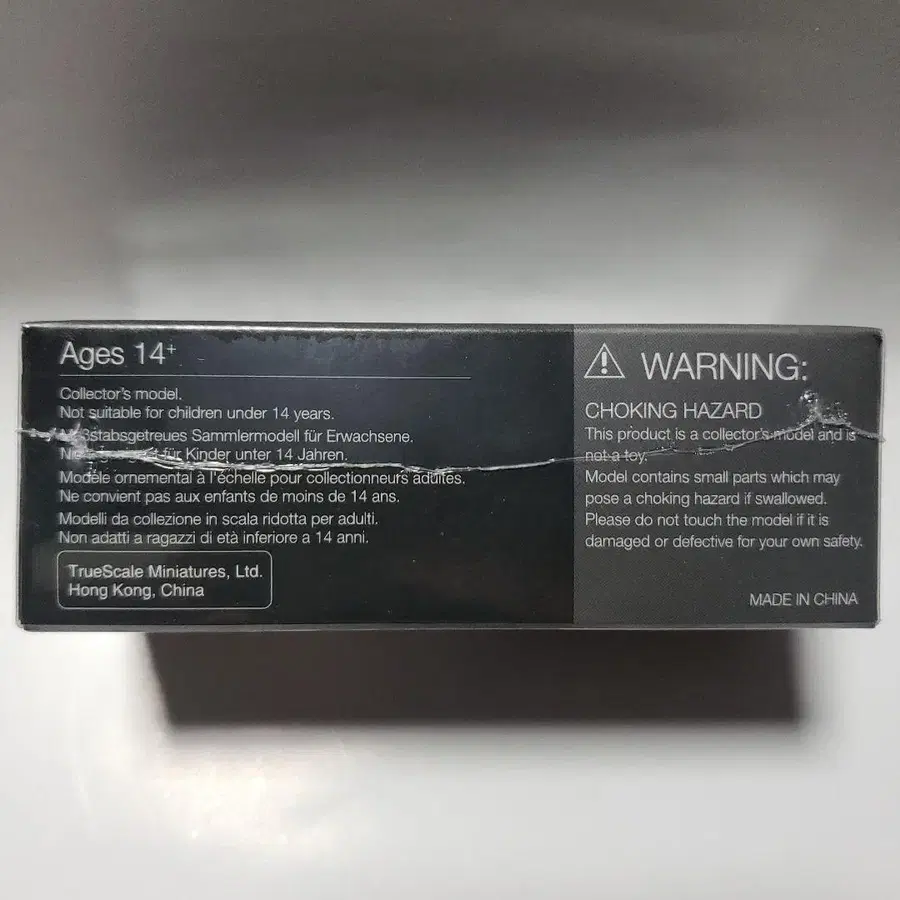 Ages 14+
Collector's model.
Not suitable for children under 14 years.
Sammlermodell für Erwachsene.
für Kinder unter 14 Jahren.
Modèle ornemental à l'échelle pour collectionneurs adultes.
Ne convient pas aux enfants de moins de 14 ans.
Modelli da collezione in scala ridotta per adulti.
Non adatti a ragazzi di età inferiore a 14 anni.
TrueScale Miniatures, Ltd.
Hong Kong, China
WARNING:
CHOKING HAZARD
This product is a collector's model and is
not a toy.
Model contains small parts which may
pose a choking hazard if swallowed.
Please do not touch the model if it is
damaged or defective for your own safety.
MADE IN CHINA